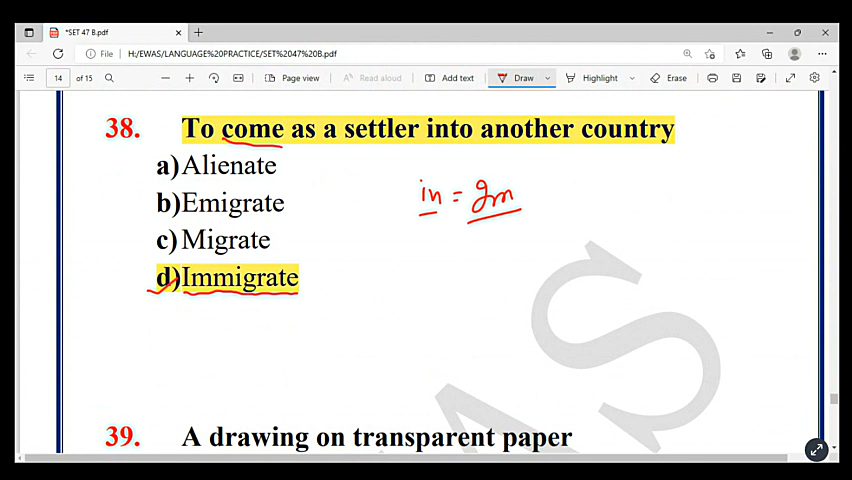 *SET 47 B.pdf
File H:/EWAS/LANGUAGE%20PRACTICE/SET%2047%20B.pdf
14 of 15 Page view Read aloud Add text Draw Highlight Erase
38. To come as a settler into another country
a)Alienate
in = Im
b)Emigrate
c)Migrate
d)Immigrate
39. A drawing on transparent paper